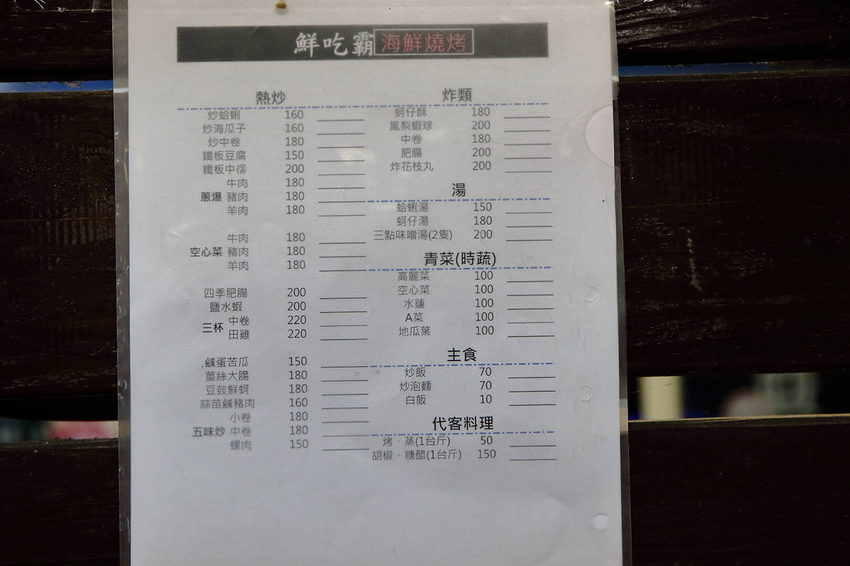 鮮吃霸 海鮮燒烤
熱炒
炒蛤蜊 160
炒海瓜子 160
炒中卷 180
鐵板豆腐 150
鐵板中卷 200
牛肉 180
蔥爆 豬肉 180
羊肉 180
牛肉 180
空心菜 豬肉 180
羊肉 180
四季肥腸 200
鹽水蝦 200
三杯 中卷 220
田雞 220
鹹蛋苦瓜 150
薑絲大腸 180
豆豉鮮蚵 180
蒜苗鹹豬肉 160
小卷 180
五味炒 中卷 180
螺肉 150
炸類
蚵仔酥 180
鳳梨蝦球 200
中卷 180
肥腸 200
炸花枝丸 200
湯
蛤蜊湯 150
蚵仔湯 180
三點味噌湯(2隻) 200
青菜(時蔬)
高麗菜 100
空心菜 100
水蓮 100
A菜 100
地瓜葉 100
主食
炒飯 70
炒泡麵 70
白飯 10
代客料理
烤、蒸(1台斤) 50
胡椒、糖醋(1台斤) 150